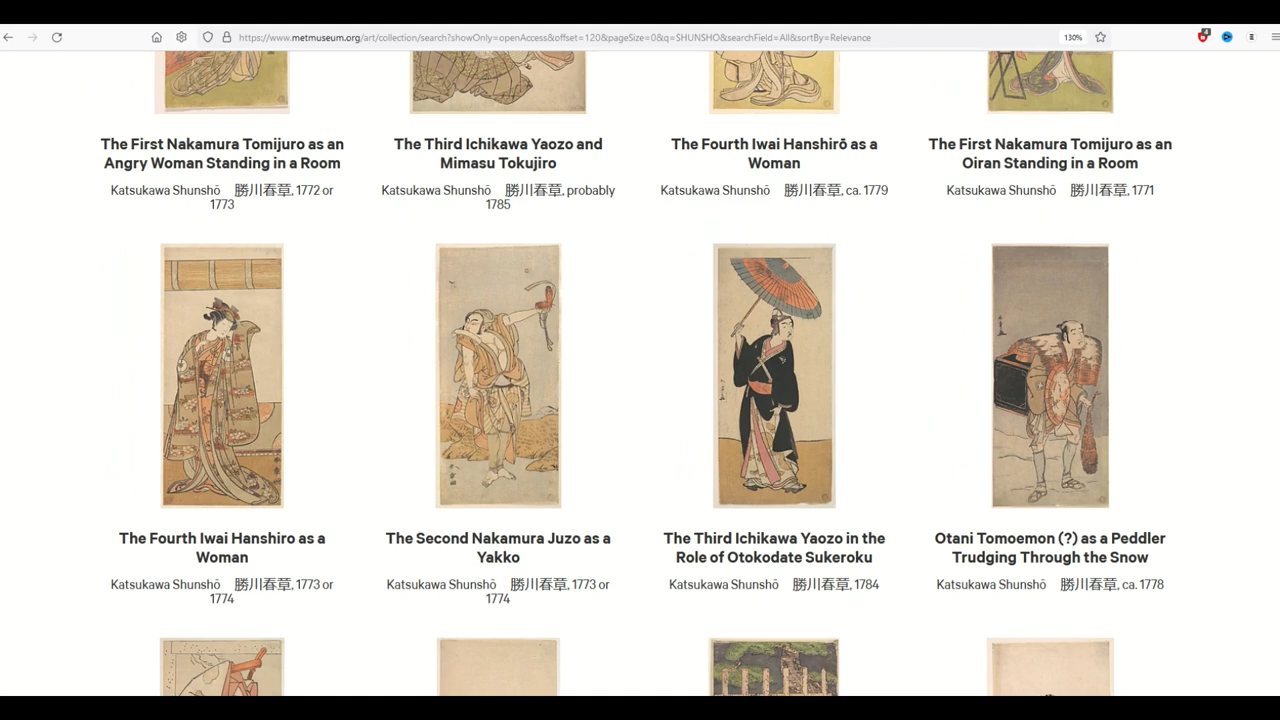 https://www.metmuseum.org/art/collection/search?showOnly=openAccess&offset=120&pageSize=0&q=SHUNSHO&searchField=All&sortBy=Relevance
130%
4
The First Nakamura Tomijuro as an
Angry Woman Standing in a Room
Katsukawa Shunshō 勝川春章, 1772 or
1773
The Third Ichikawa Yaozo and
Mimasu Tokujiro
Katsukawa Shunshō 勝川春章, probably
1785
The Fourth Iwai Hanshirō as a
Woman
Katsukawa Shunshō 勝川春章, ca. 1779
The First Nakamura Tomijuro as an
Oiran Standing in a Room
Katsukawa Shunshō 勝川春章, 1771
The Fourth Iwai Hanshiro as a
Woman
Katsukawa Shunshō 勝川春章, 1773 or
1774
The Second Nakamura Juzo as a
Yakko
Katsukawa Shunshō 勝川春章, 1773 or
1774
The Third Ichikawa Yaozo in the
Role of Otokodate Sukeroku
Katsukawa Shunshō 勝川春章, 1784
Otani Tomoemon (?) as a Peddler
Trudging Through the Snow
Katsukawa Shunshō 勝川春章, ca. 1778